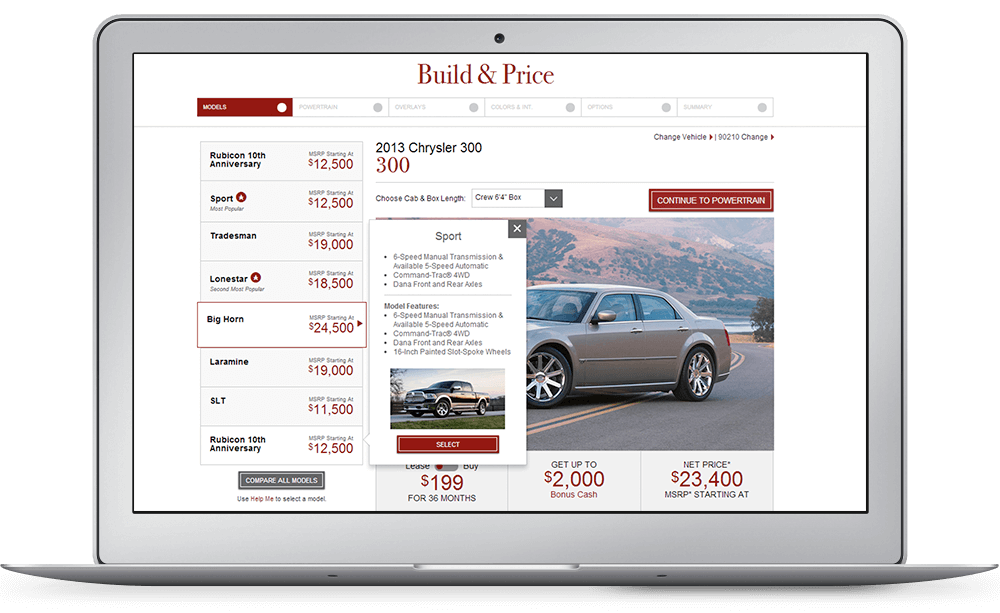 Build & Price
MODELS
POWERTRAIN
OVERLAYS
COLORS & INT.
OPTIONS
SUMMARY
Change Vehicle | 90210 Change
Rubicon 10th
Anniversary
MSRP Starting At
$12,500
Sport
Most Popular
MSRP Starting At
$12,500
Tradesman
MSRP Starting At
$19,000
Lonestar
Second Most Popular
MSRP Starting At
$18,500
Big Horn
MSRP Starting At
$24,500
Laramine
MSRP Starting At
$19,000
SLT
MSRP Starting At
$11,500
Rubicon 10th
Anniversary
MSRP Starting At
$12,500
COMPARE ALL MODELS
Use Help Me to select a model
2013 Chrysler 300
300
Choose Cab & Box Length: Crew 6'4" Box
CONTINUE TO POWERTRAIN
Sport
• 6-Speed Manual Transmission &
Available 5-Speed Automatic
• Command-Trac® 4WD
• Dana Front and Rear Axles
Model Features:
• 6-Speed Manual Transmission &
Available 5-Speed Automatic
• Command-Trac® 4WD
• Dana Front and Rear Axles
• 16-Inch Painted Slot-Spoke Wheels
SELECT
Lease Buy
$199
FOR 36 MONTHS
GET UP TO
$2,000
Bonus Cash
NET PRICE*
$23,400
MSRP* STARTING AT